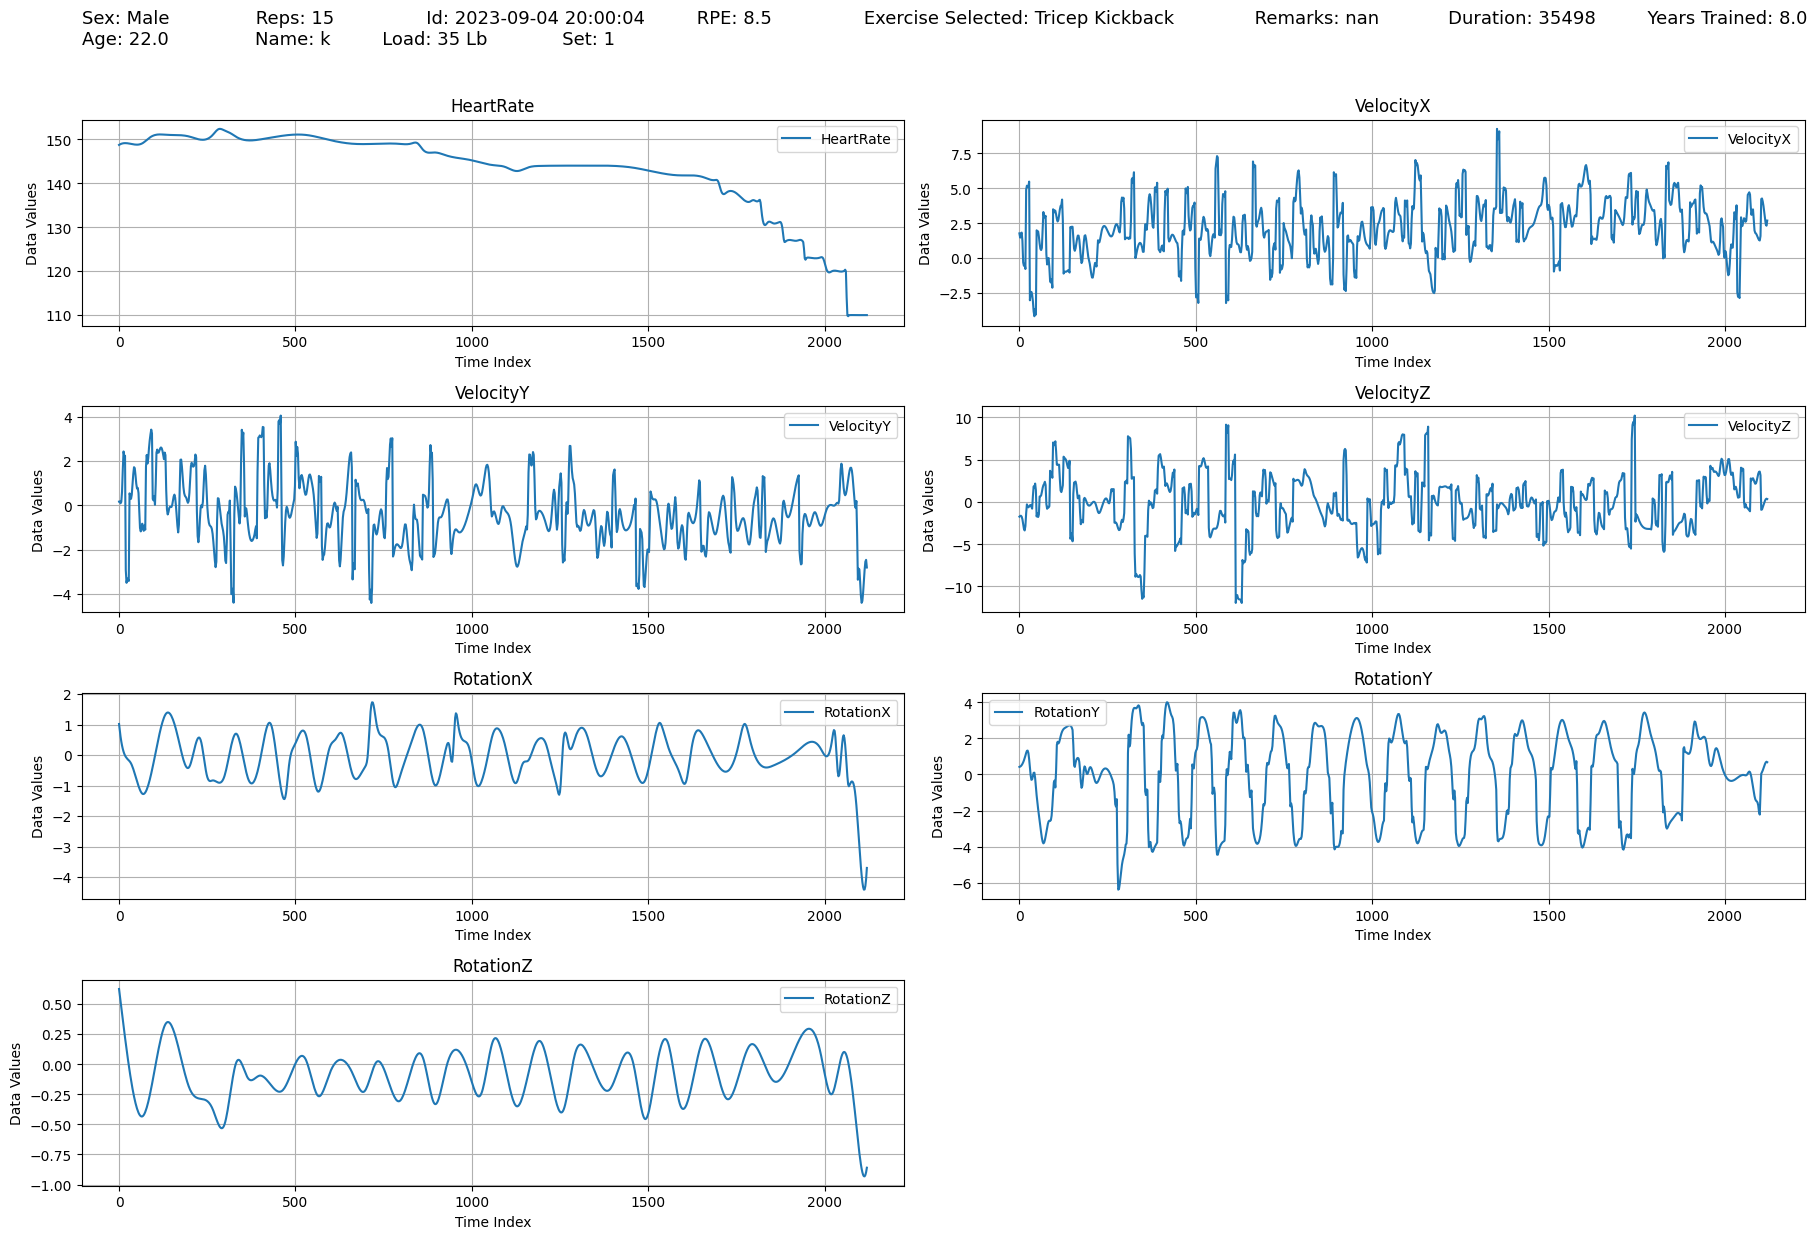 Sex: Male Reps: 15 Id: 2023-09-04 20:00:04 RPE: 8.5 Exercise Selected: Tricep Kickback Remarks: nan Duration: 35498 Years Trained: 8.0
Age: 22.0 Name: k Load: 35 Lb Set: 1
HeartRate
HeartRate
Data Values
150
140
130
120
110
0 500 1000 1500 2000
Time Index
VelocityX
VelocityX
Data Values
7.5
5.0
2.5
0.0
−2.5
0 500 1000 1500 2000
Time Index
VelocityY
VelocityY
Data Values
4
2
0
−2
−4
0 500 1000 1500 2000
Time Index
VelocityZ
VelocityZ
Data Values
10
5
0
−5
−10
0 500 1000 1500 2000
Time Index
RotationX
RotationX
Data Values
2
1
0
−1
−2
−3
−4
0 500 1000 1500 2000
Time Index
RotationY
RotationY
Data Values
4
2
0
−2
−4
−6
0 500 1000 1500 2000
Time Index
RotationZ
RotationZ
Data Values
0.50
0.25
0.00
−0.25
−0.50
−0.75
−1.00
0 500 1000 1500 2000
Time Index